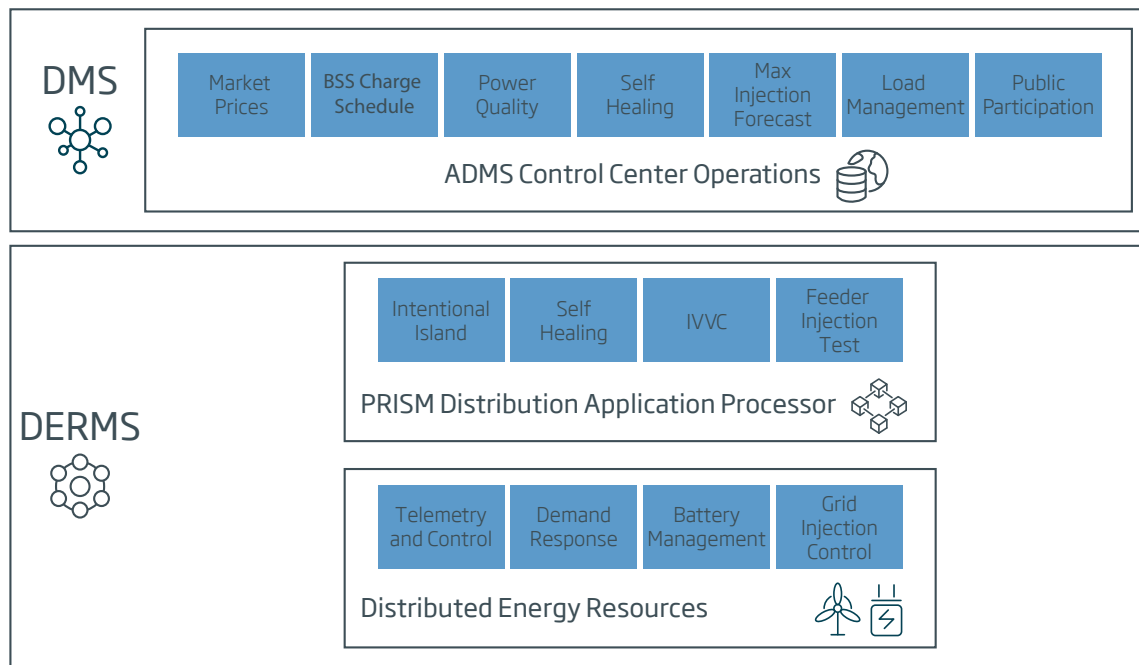 DMS
Market
Prices
BSS Charge
Schedule
Power
Quality
Self
Healing
Max
Injection
Forecast
Load
Management
Public
Participation
ADMS Control Center Operations
DERMS
Intentional
Island
Self
Healing
IVVC
Feeder
Injection
Test
PRISM Distribution Application Processor
Telemetry
and Control
Demand
Response
Battery
Management
Grid
Injection
Control
Distributed Energy Resources